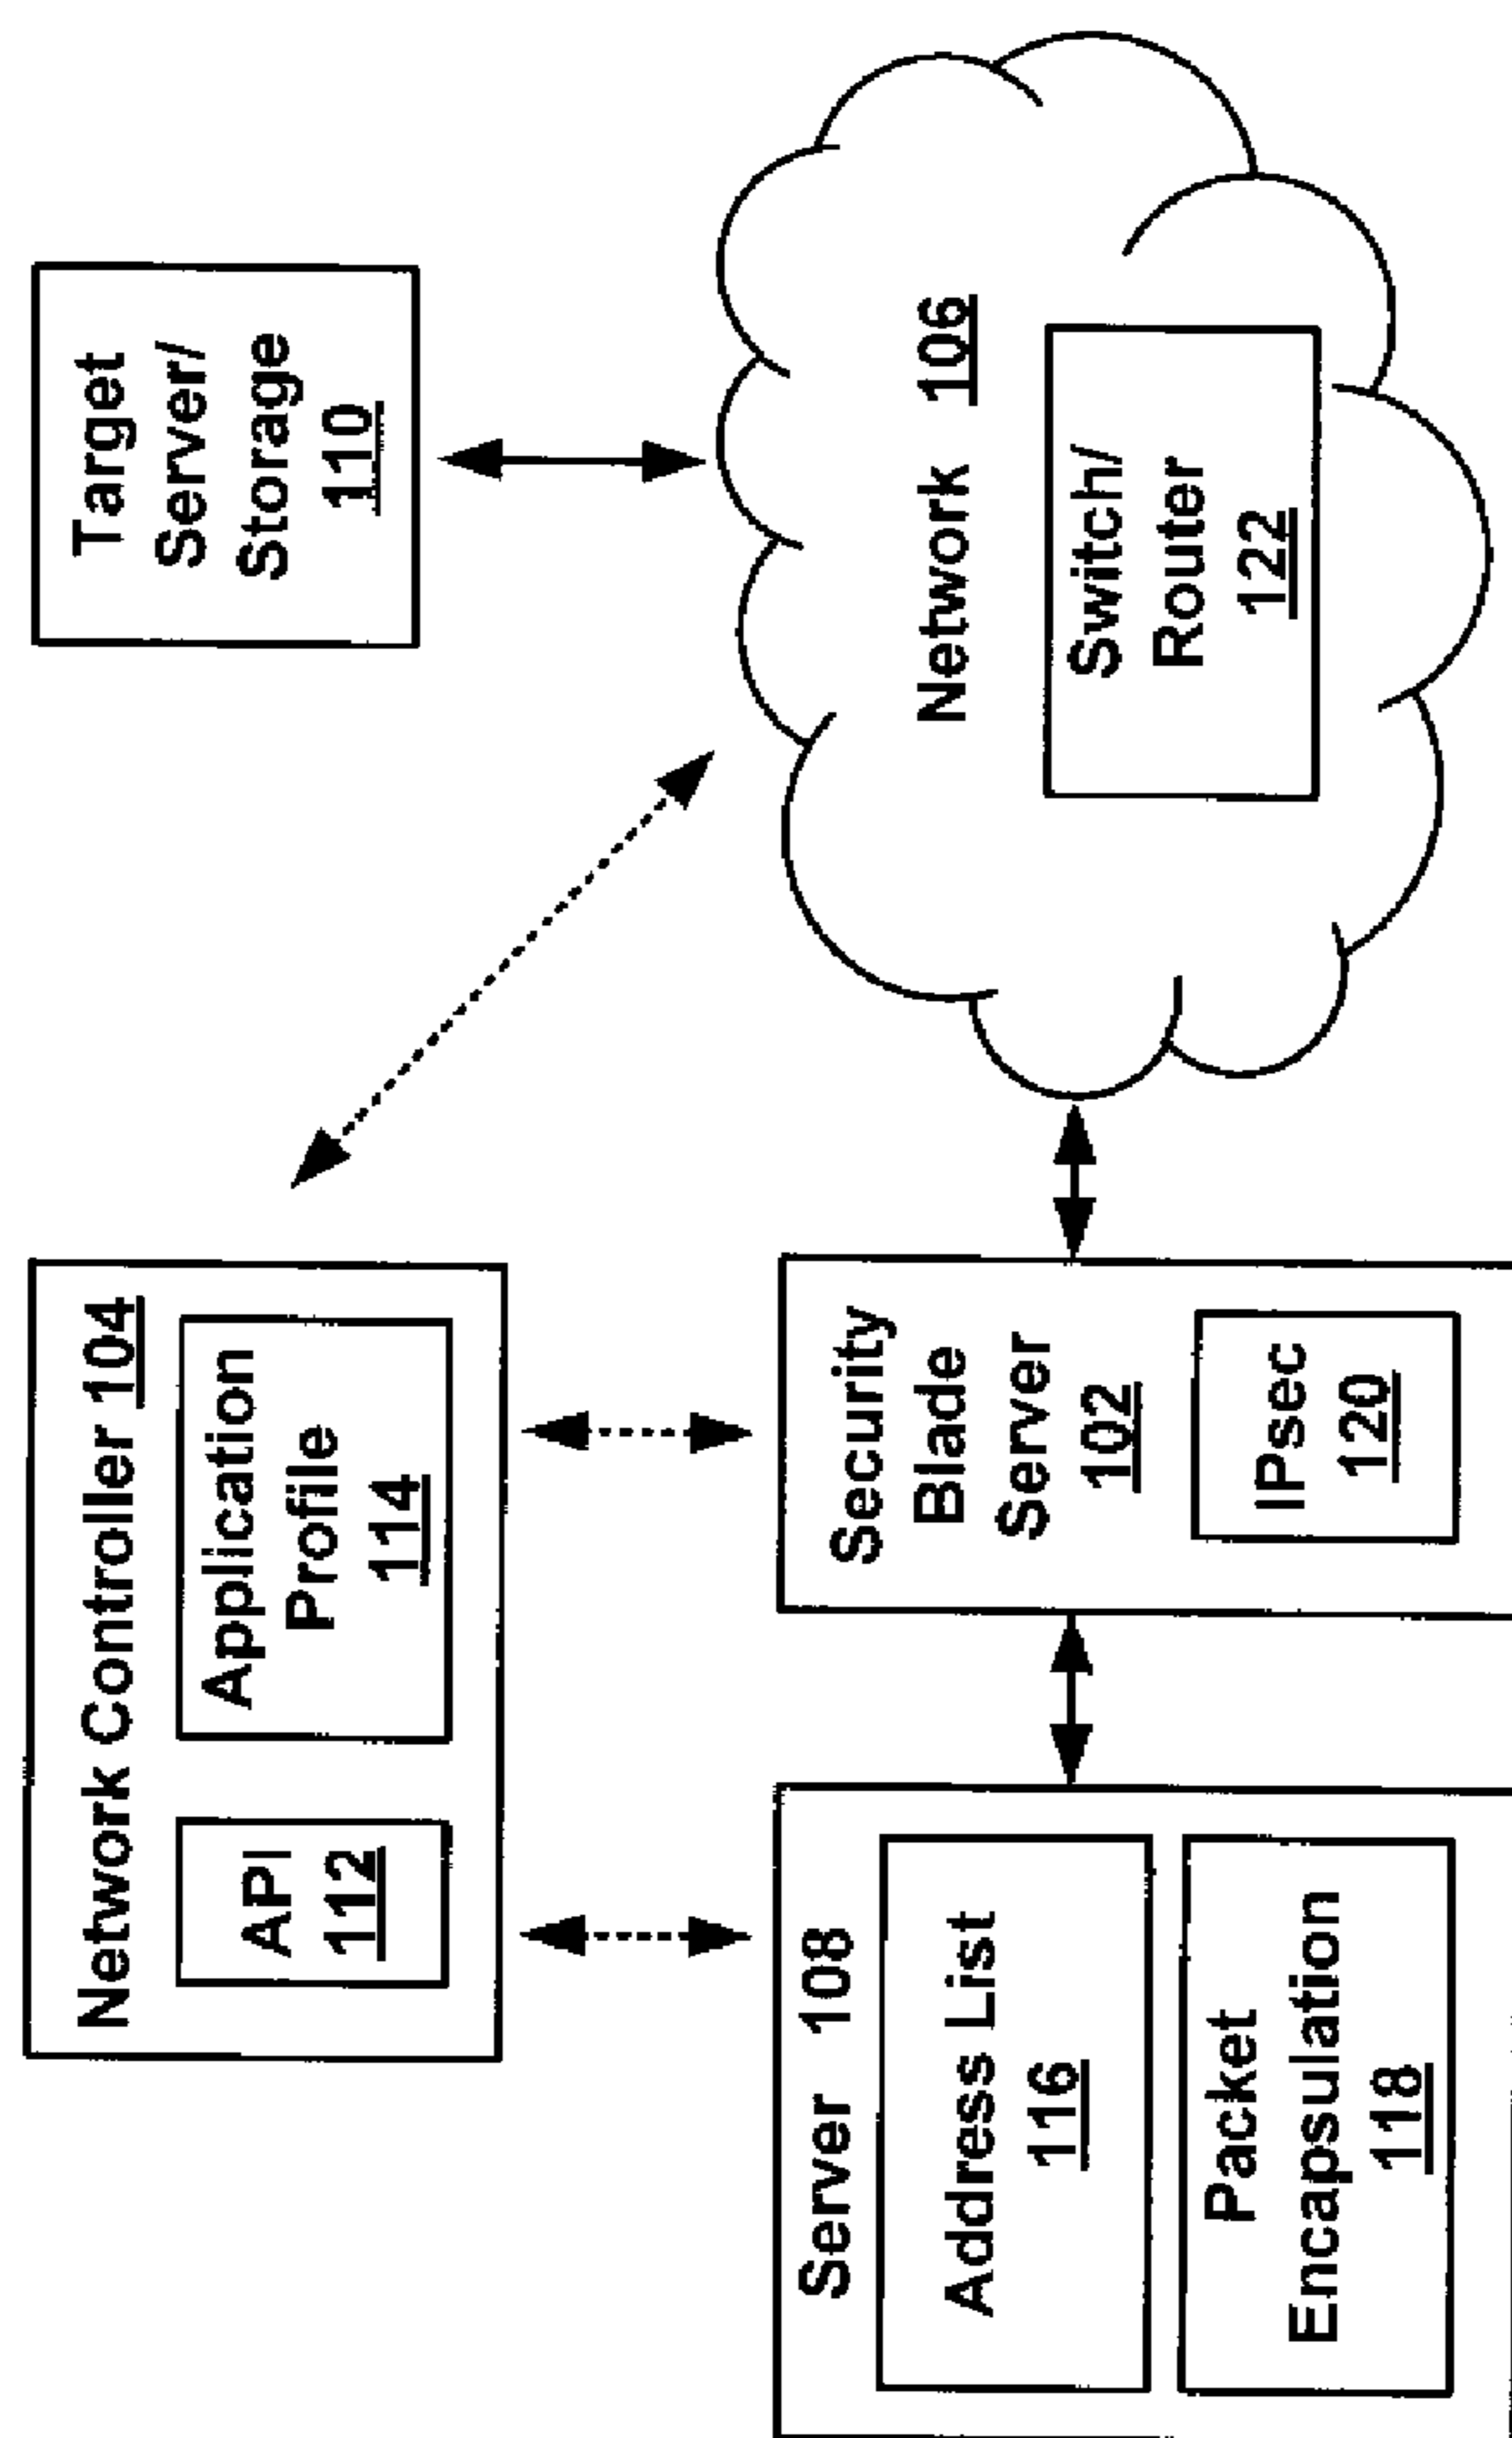 Network Controller 104
API
112
Application
Profile
114
Target
Server/
Storage
110
Server 108
Address List
116
Packet
Encapsulation
118
Security
Blade
Server
102
IPsec
120
Network 106
Switch/
Router
122